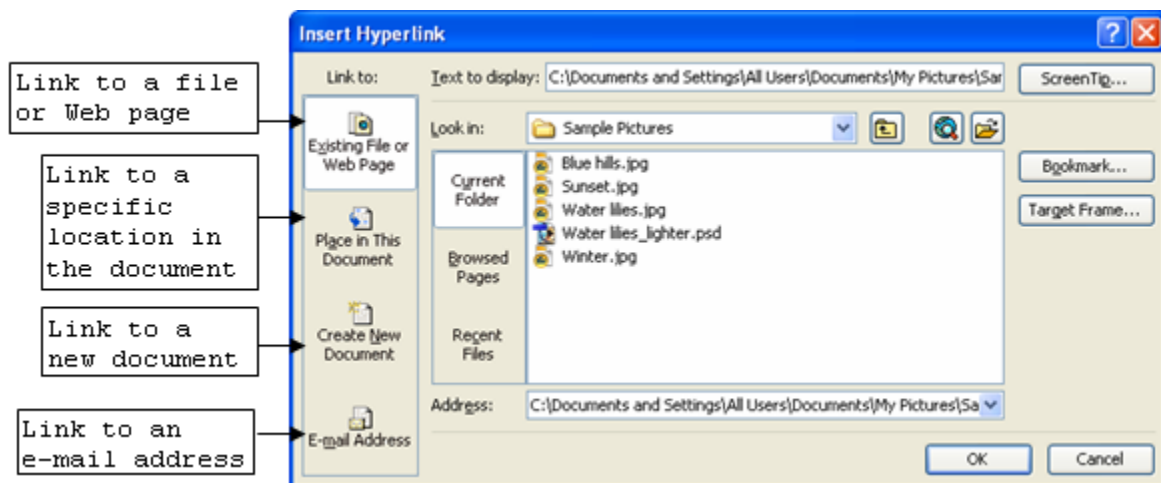 Insert Hyperlink
Link to a file
or Web page
Link to a
specific
location in
the document
Link to a
new document
Link to an
e-mail address
Link to:
Existing File or
Web Page
Place in This
Document
Create New
Document
E-mail Address
Text to display: C:\Documents and Settings\All Users\Documents\My Pictures\Sar
ScreenTip...
Look in: Sample Pictures
Current
Folder
Browsed
Pages
Recent
Files
Blue hills.jpg
Sunset.jpg
Water lilies.jpg
Water lilies_lighter.psd
Winter.jpg
Bookmark...
Target Frame...
Address: C:\Documents and Settings\All Users\Documents\My Pictures\Sa
OK
Cancel